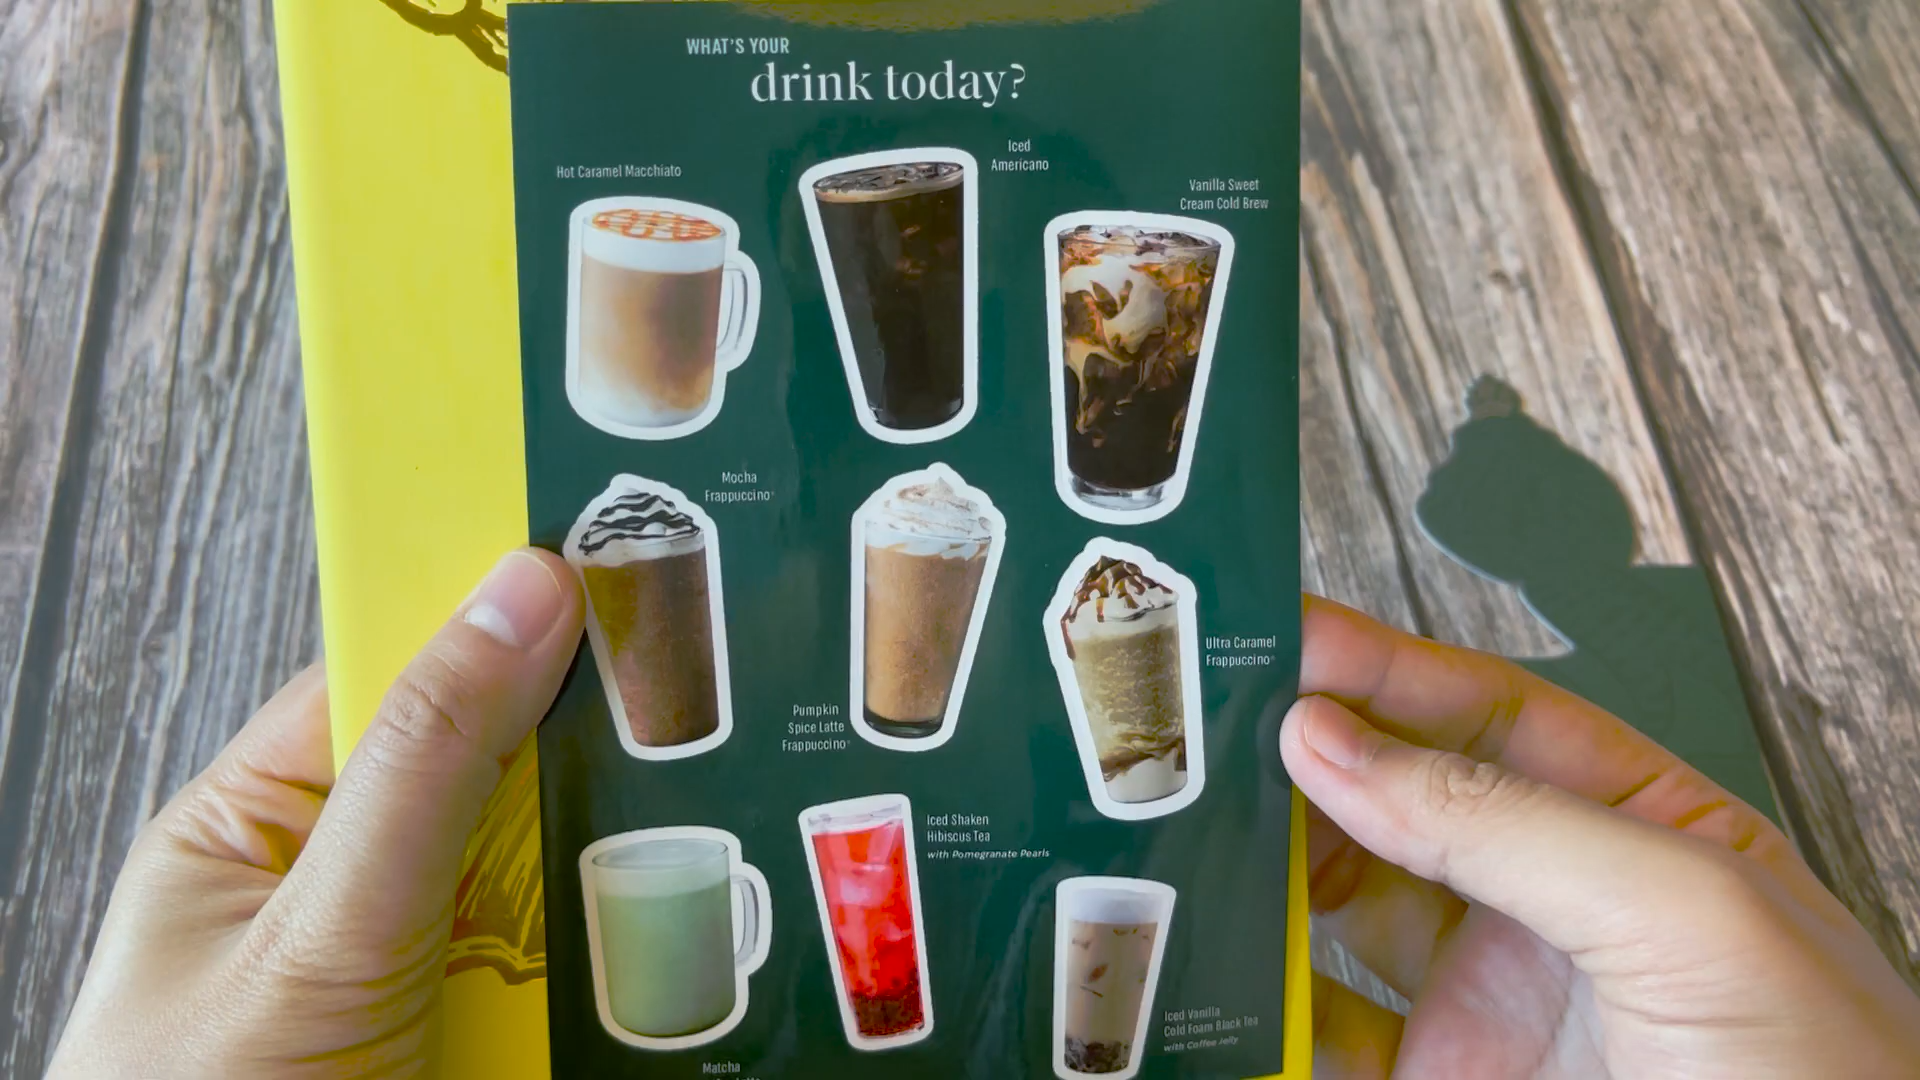 WHAT'S YOUR
drink today?
Hot Caramel Macchiato
Iced
Americano
Vanilla Sweet
Cream Cold Brew
Mocha
Frappuccino®
Pumpkin
Spice Latte
Frappuccino®
Ultra Caramel
Frappuccino®
Iced Shaken
Hibiscus Tea
with Pomegranate Pearls
Iced Vanilla
Cold Foam Black Tea
with Coffee Jelly
Matcha